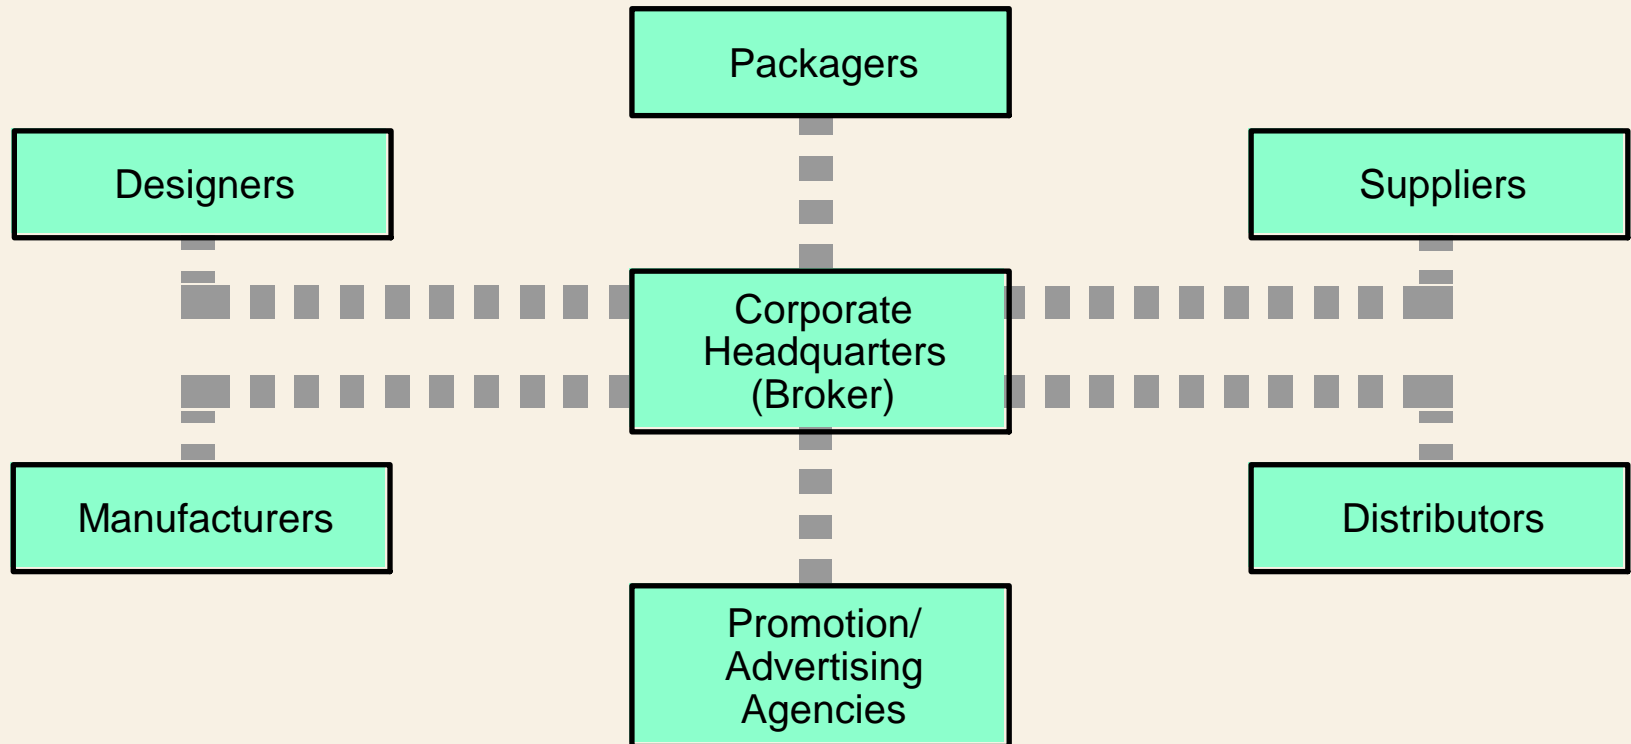 Packagers
Designers
Suppliers
Corporate
Headquarters
(Broker)
Manufacturers
Distributors
Promotion/
Advertising
Agencies